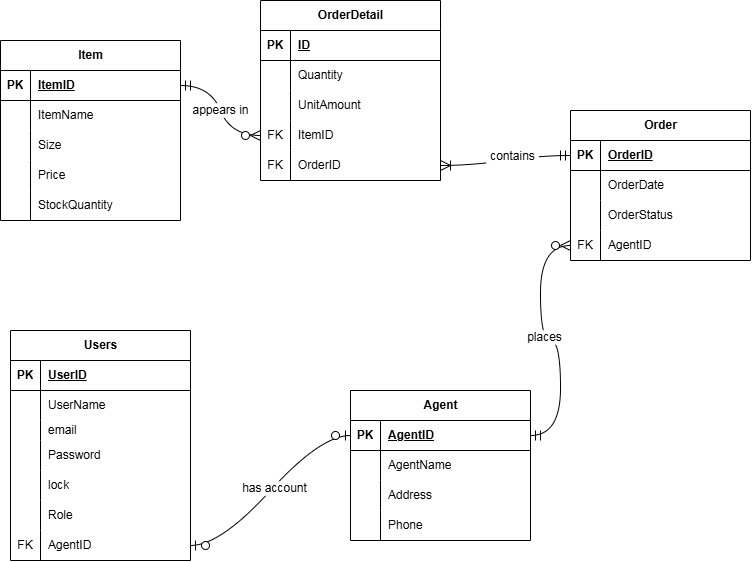 OrderDetail
PK ID
Quantity
UnitAmount
FK ItemID
FK OrderID
Item
PK ItemID
ItemName
Size
Price
StockQuantity
appears in
contains
Order
PK OrderID
OrderDate
OrderStatus
FK AgentID
places
Users
PK UserID
UserName
email
Password
lock
Role
FK AgentID
has account
Agent
PK AgentID
AgentName
Address
Phone